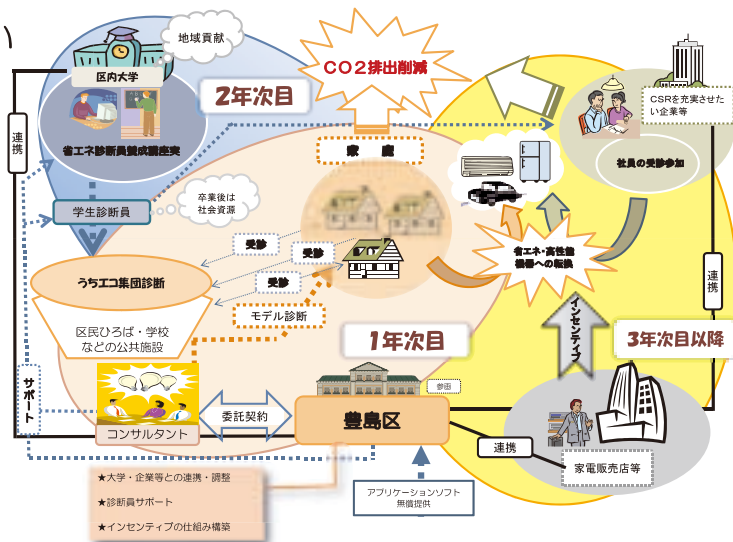 )
地域貢献
区内大学
CO2排出削減
2年次目
CSRを充実させた
い企業等
連携
省エネ診断員養成講座実
家 庭
社員の受診参加
学生診断員
卒業後は
社会資源
受診
受診
受診
省エネ・高性能
機器への転換
うちエコ集団診断
連携
モデル診断
インセンティブ
区民ひろば・学校
などの公共施設
1年次目
3年次目以降
サポート
参画
委託契約
豊島区
コンサルタント
連携
家電販売店等
★大学・企業等との連携・調整
★診断員サポート
★インセンティブの仕組み構築
アプリケーションソフト
無償提供